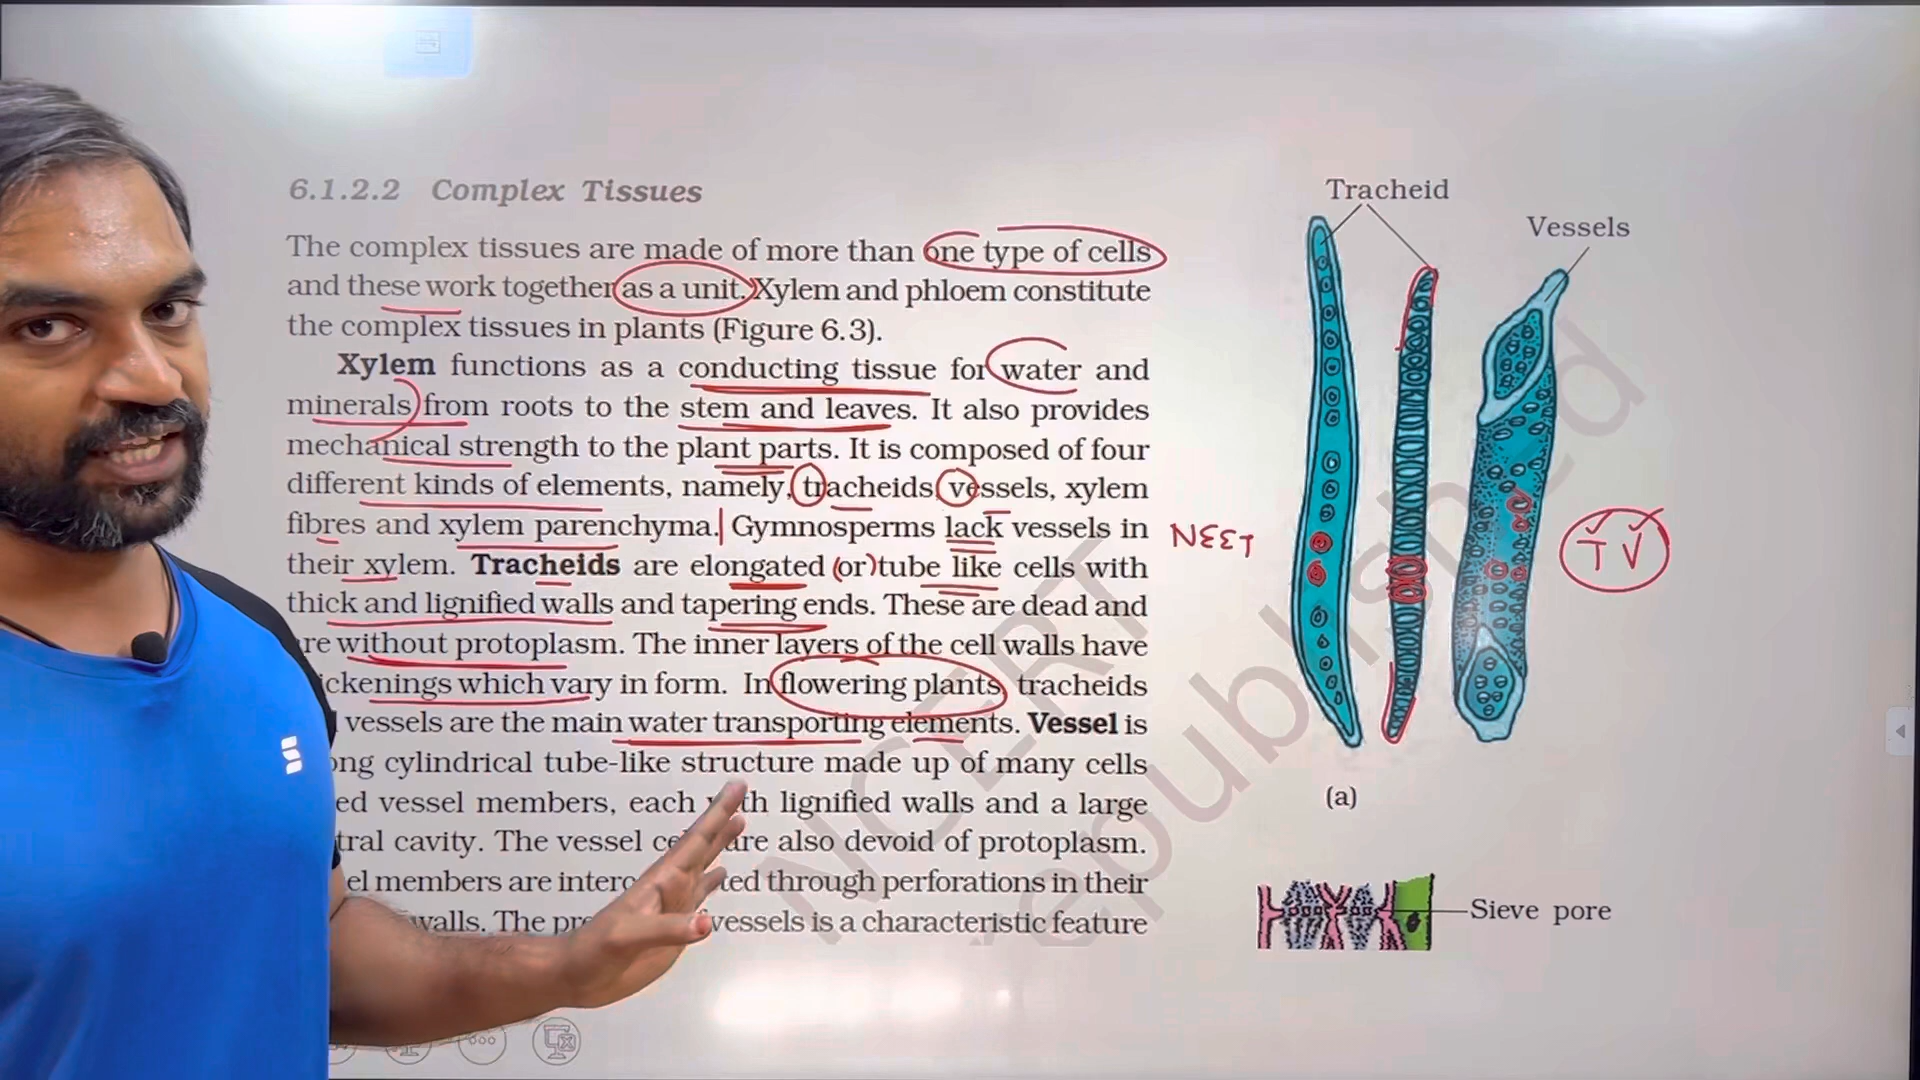 6.1.2.2 Complex Tissues
The complex tissues are made of more than one type of cells
and these work together as a unit. Xylem and phloem constitute
the complex tissues in plants (Figure 6.3).
Xylem functions as a conducting tissue for water and
minerals from roots to the stem and leaves. It also provides
mechanical strength to the plant parts. It is composed of four
different kinds of elements, namely, tracheids, vessels, xylem
fibres and xylem parenchyma. Gymnosperms lack vessels in
their xylem. Tracheids are elongated or tube like cells with
thick and lignified walls and tapering ends. These are dead and
re without protoplasm. The inner layers of the cell walls have
ickenings which vary in form. In flowering plants, tracheids
vessels are the main water transporting elements. Vessel is
ong cylindrical tube-like structure made up of many cells
ed vessel members, each with lignified walls and a large
tral cavity. The vessel are also devoid of protoplasm.
el members are through perforations in their
walls. The vessels is a characteristic feature
NEET
Tracheid
Vessels
T V
(a)
Sieve pore
NCERT
republished